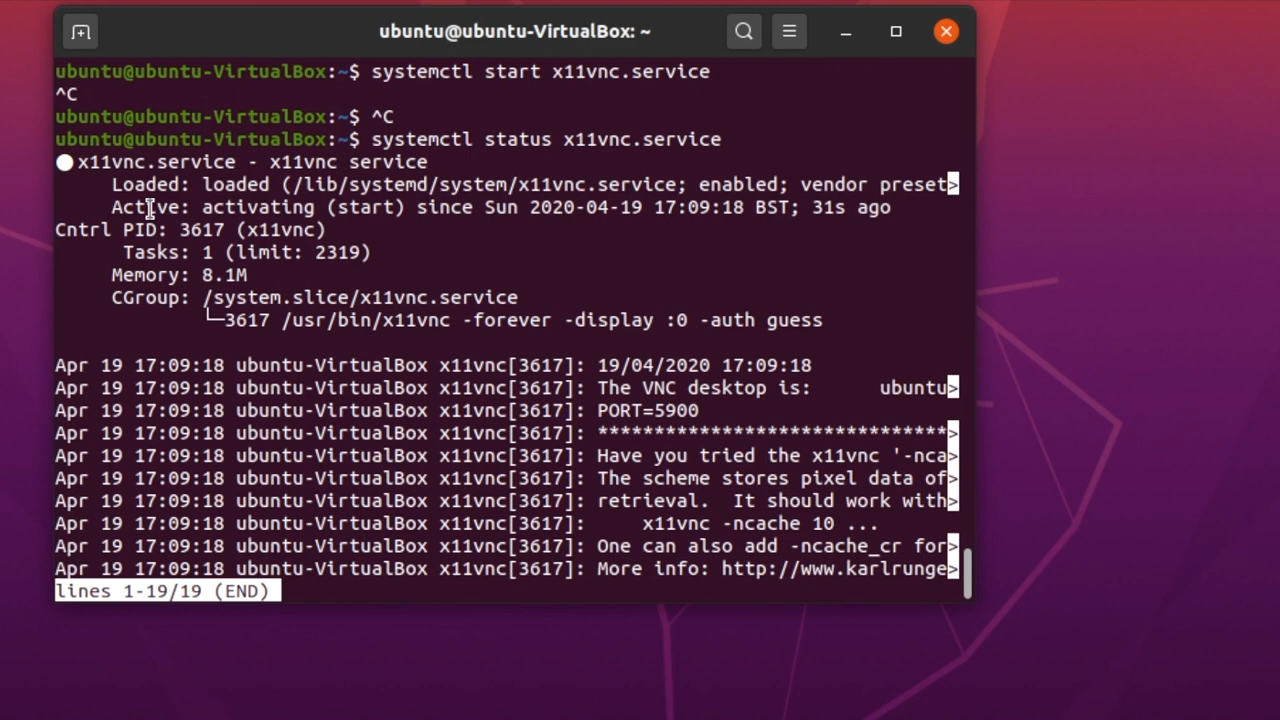 ubuntu@ubuntu-VirtualBox: ~
ubuntu@ubuntu-VirtualBox:~$ systemctl start x11vnc.service
^C
ubuntu@ubuntu-VirtualBox:~$ ^C
ubuntu@ubuntu-VirtualBox:~$ systemctl status x11vnc.service
●x11vnc.service - x11vnc service
     Loaded: loaded (/lib/systemd/system/x11vnc.service; enabled; vendor preset>
     Active: activating (start) since Sun 2020-04-19 17:09:18 BST; 31s ago
Cntrl PID: 3617 (x11vnc)
      Tasks: 1 (limit: 2319)
     Memory: 8.1M
     CGroup: /system.slice/x11vnc.service
             └─3617 /usr/bin/x11vnc -forever -display :0 -auth guess
Apr 19 17:09:18 ubuntu-VirtualBox x11vnc[3617]: 19/04/2020 17:09:18
Apr 19 17:09:18 ubuntu-VirtualBox x11vnc[3617]: The VNC desktop is:      ubuntu>
Apr 19 17:09:18 ubuntu-VirtualBox x11vnc[3617]: PORT=5900
Apr 19 17:09:18 ubuntu-VirtualBox x11vnc[3617]: *******************************>
Apr 19 17:09:18 ubuntu-VirtualBox x11vnc[3617]: Have you tried the x11vnc '-nca>
Apr 19 17:09:18 ubuntu-VirtualBox x11vnc[3617]: The scheme stores pixel data of>
Apr 19 17:09:18 ubuntu-VirtualBox x11vnc[3617]: retrieval.  It should work with>
Apr 19 17:09:18 ubuntu-VirtualBox x11vnc[3617]:     x11vnc -ncache 10 ...
Apr 19 17:09:18 ubuntu-VirtualBox x11vnc[3617]: One can also add -ncache_cr for>
Apr 19 17:09:18 ubuntu-VirtualBox x11vnc[3617]: More info: http://www.karlrunge>
lines 1-19/19 (END)